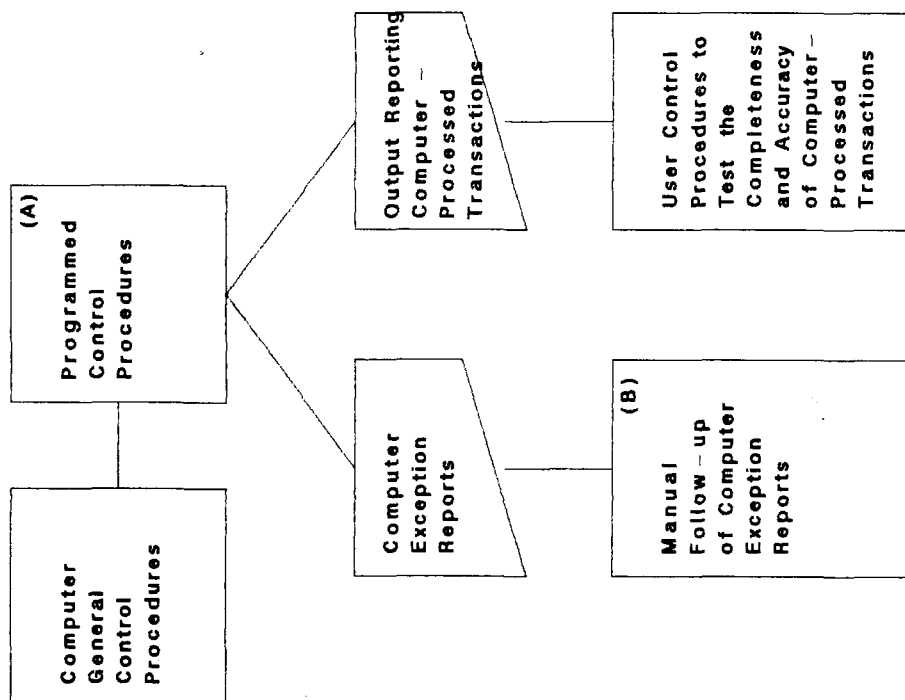 Computer
General
Control
Procedures
(A)
Programmed
Control
Procedures
Computer
Exception
Reports
Output Reporting
Computer –
Processed
Transactions
(B)
Manual
Follow – up
of Computer
Exception
Reports
User Control
Procedures to
Test the
Completeness
and Accuracy
of Computer –
Processed
Transactions